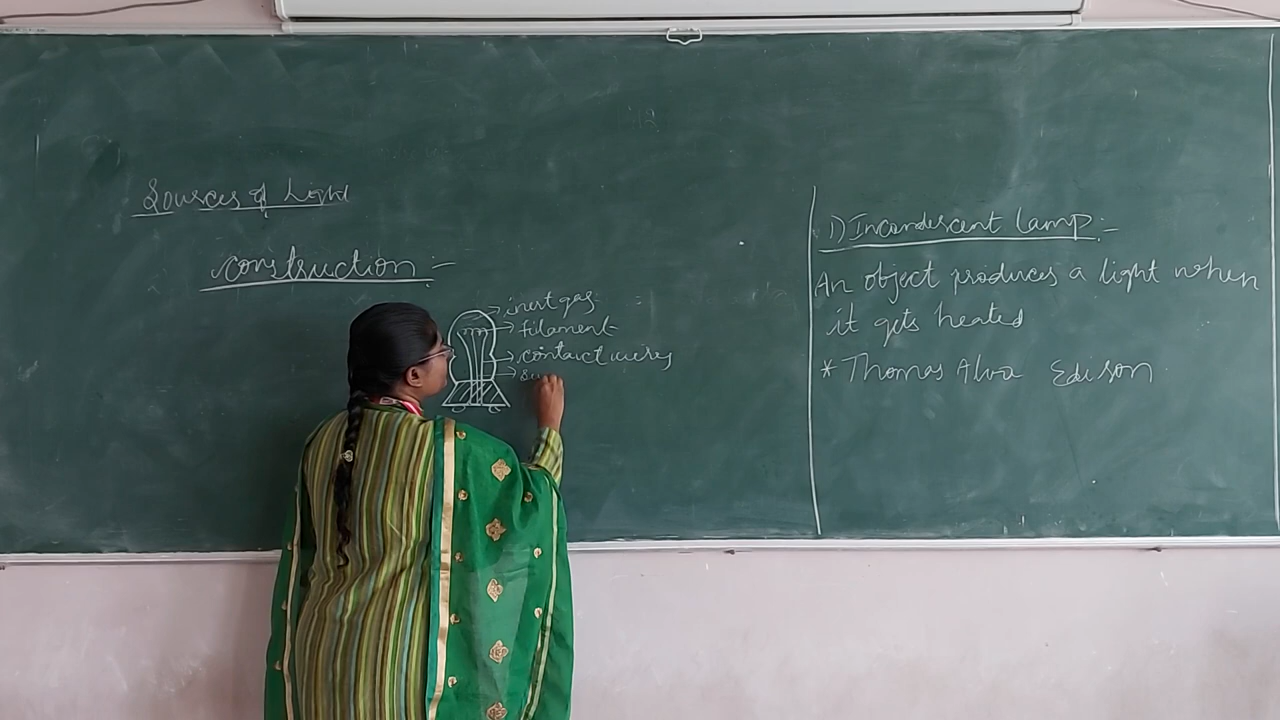 Sources of Light
construction :-
inert gas
filament
contact wires
1) Incandescent lamp :-
An object produces a light when
it gets heated
* Thomas Alva Edison